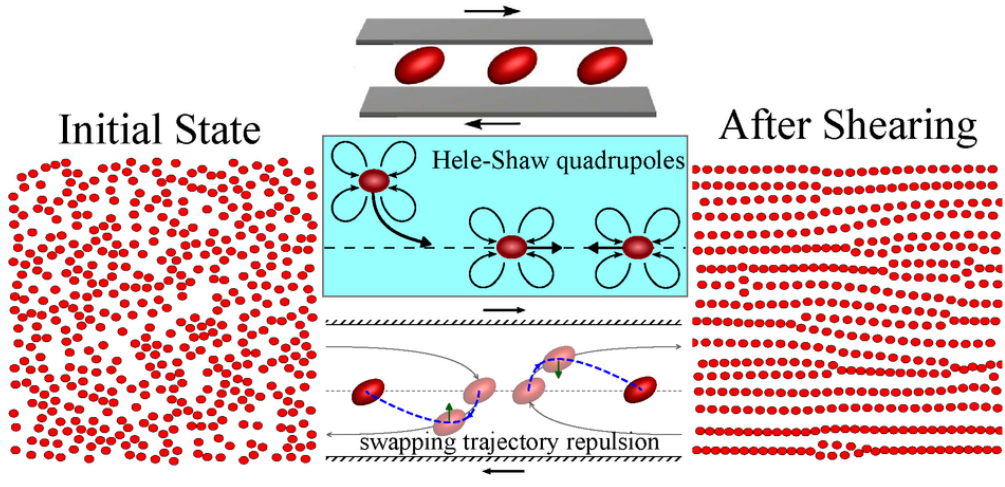 Initial State
Hele-Shaw quadrupoles
After Shearing
swapping trajectory repulsion